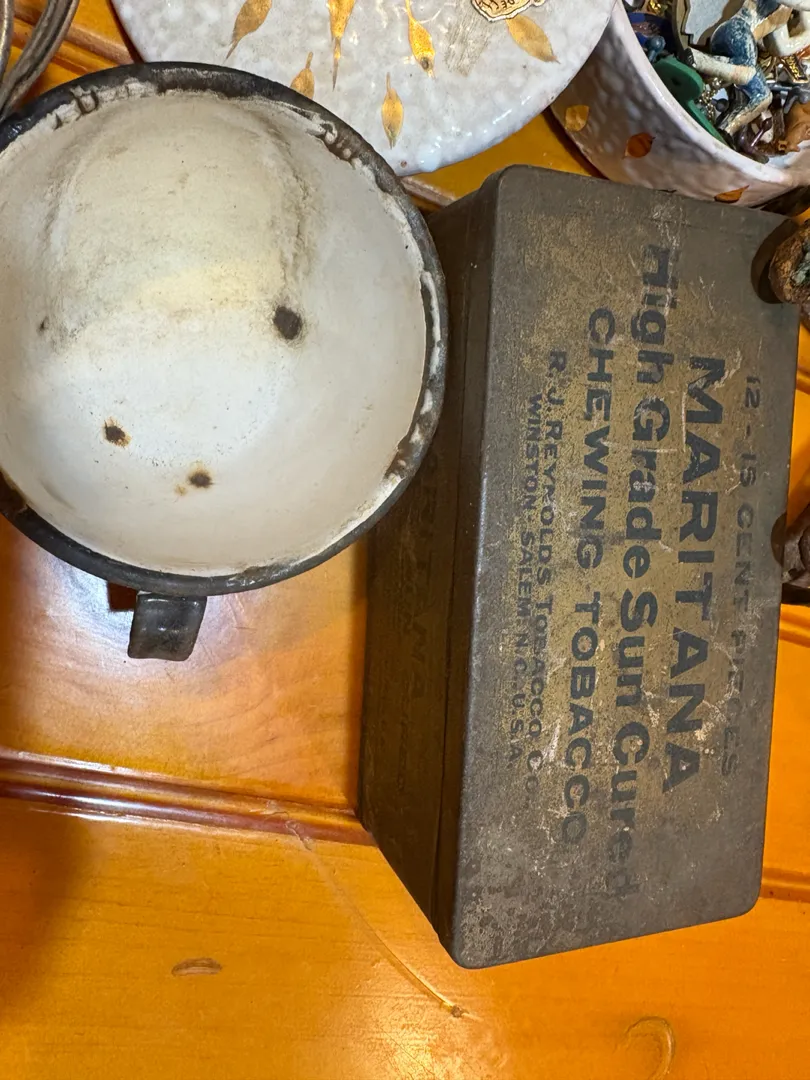 12 - 15 CENT PIECES
MARITANA
High Grade Sun Cured
CHEWING TOBACCO
R. J. REYNOLDS TOBACCO CO.
WINSTON-SALEM N.C. U.S.A.